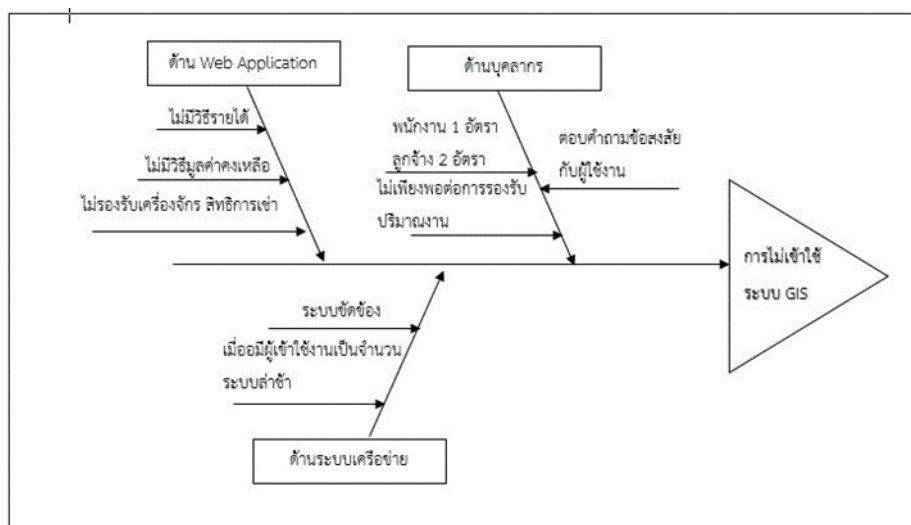 ด้าน Web Application
ด้านบุคลากร
ไม่มีวิธีรายได้
ไม่มีวิธีมูลค่าคงเหลือ
ไม่รองรับเครื่องจักร สิทธิการเช่า
พนักงาน 1 อัตรา
ลูกจ้าง 2 อัตรา
ไม่เพียงพอต่อการรองรับ
ปริมาณงาน
ตอบคำถามข้อสงสัย
กับผู้ใช้งาน
การไม่เข้าใช้
ระบบ GIS
ระบบขัดข้อง
เมื่ออมีผู้เข้าใช้งานเป็นจำนวน
ระบบล่าช้า
ด้านระบบเครือข่าย